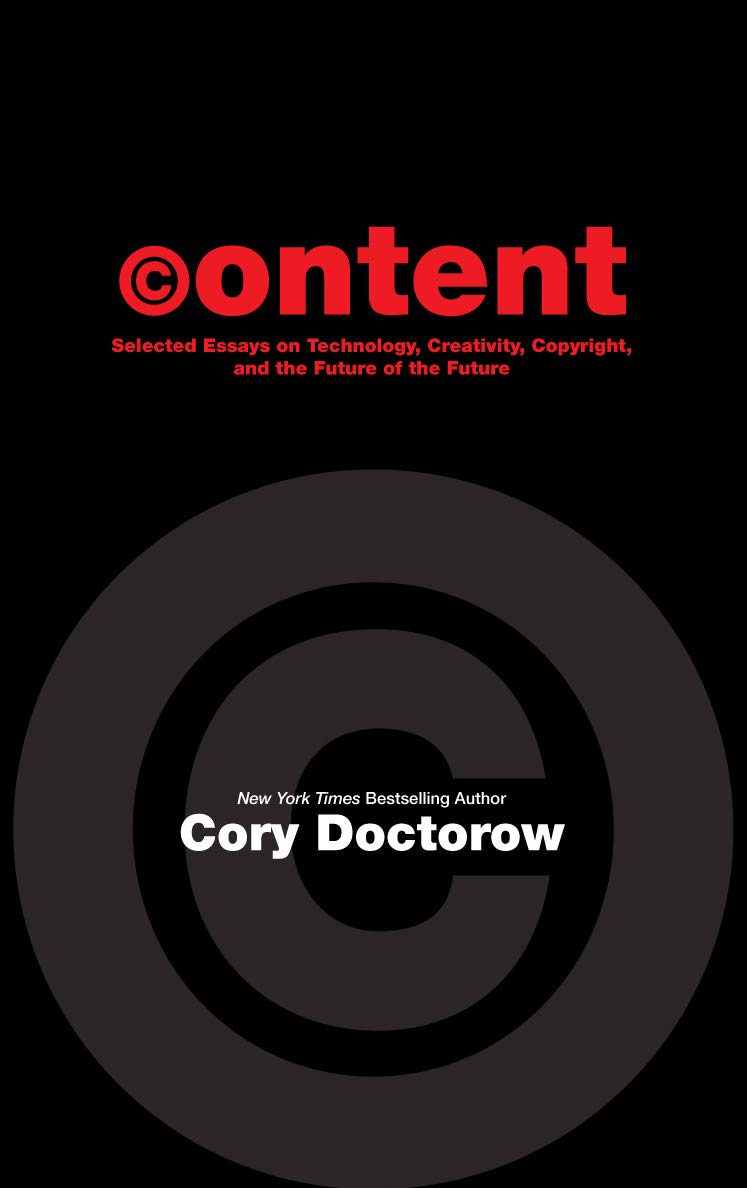 ©ontent
Selected Essays on Technology, Creativity, Copyright,
and the Future of the Future
©
New York Times Bestselling Author
Cory Doctorow